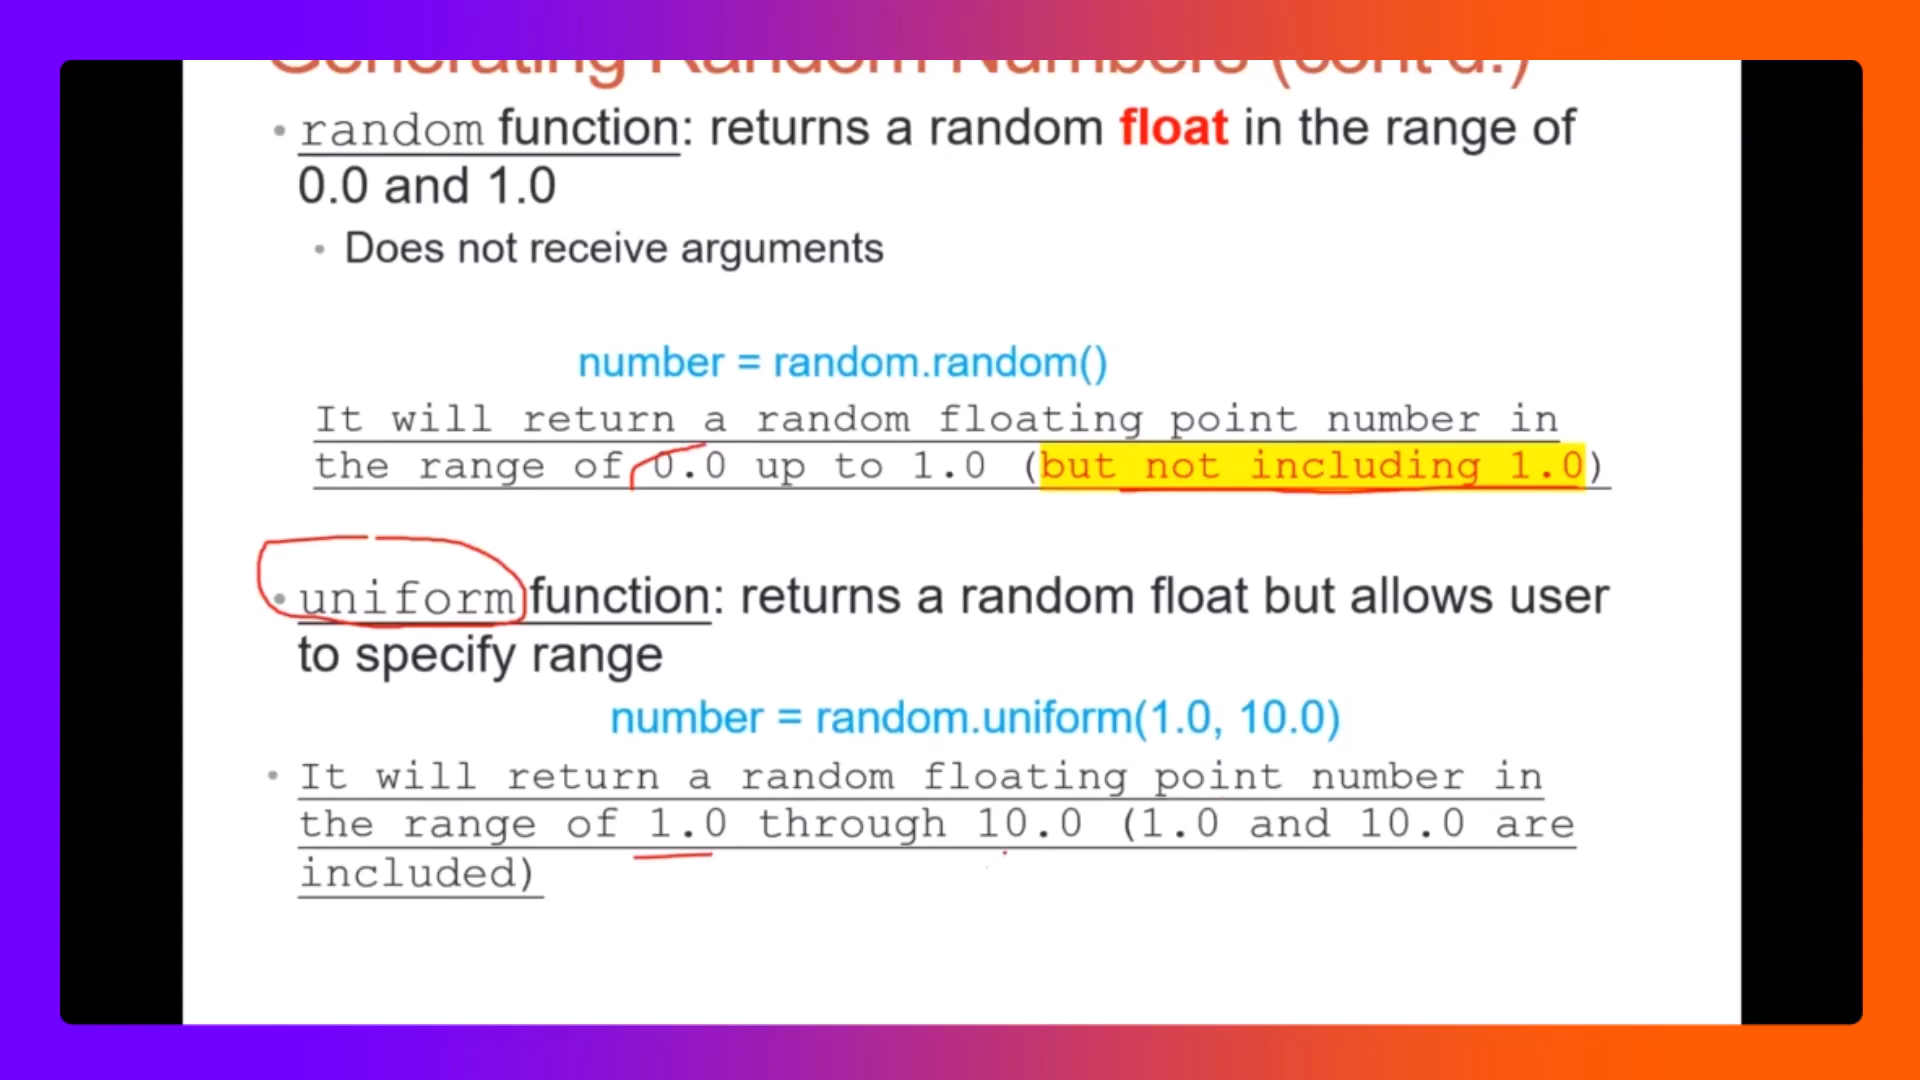 Generating Random Numbers (cont'd.)
• random function: returns a random float in the range of
0.0 and 1.0
• Does not receive arguments
number = random.random()
It will return a random floating point number in
the range of 0.0 up to 1.0 (but not including 1.0)
• uniform function: returns a random float but allows user
to specify range
number = random.uniform(1.0, 10.0)
• It will return a random floating point number in
the range of 1.0 through 10.0 (1.0 and 10.0 are
included)